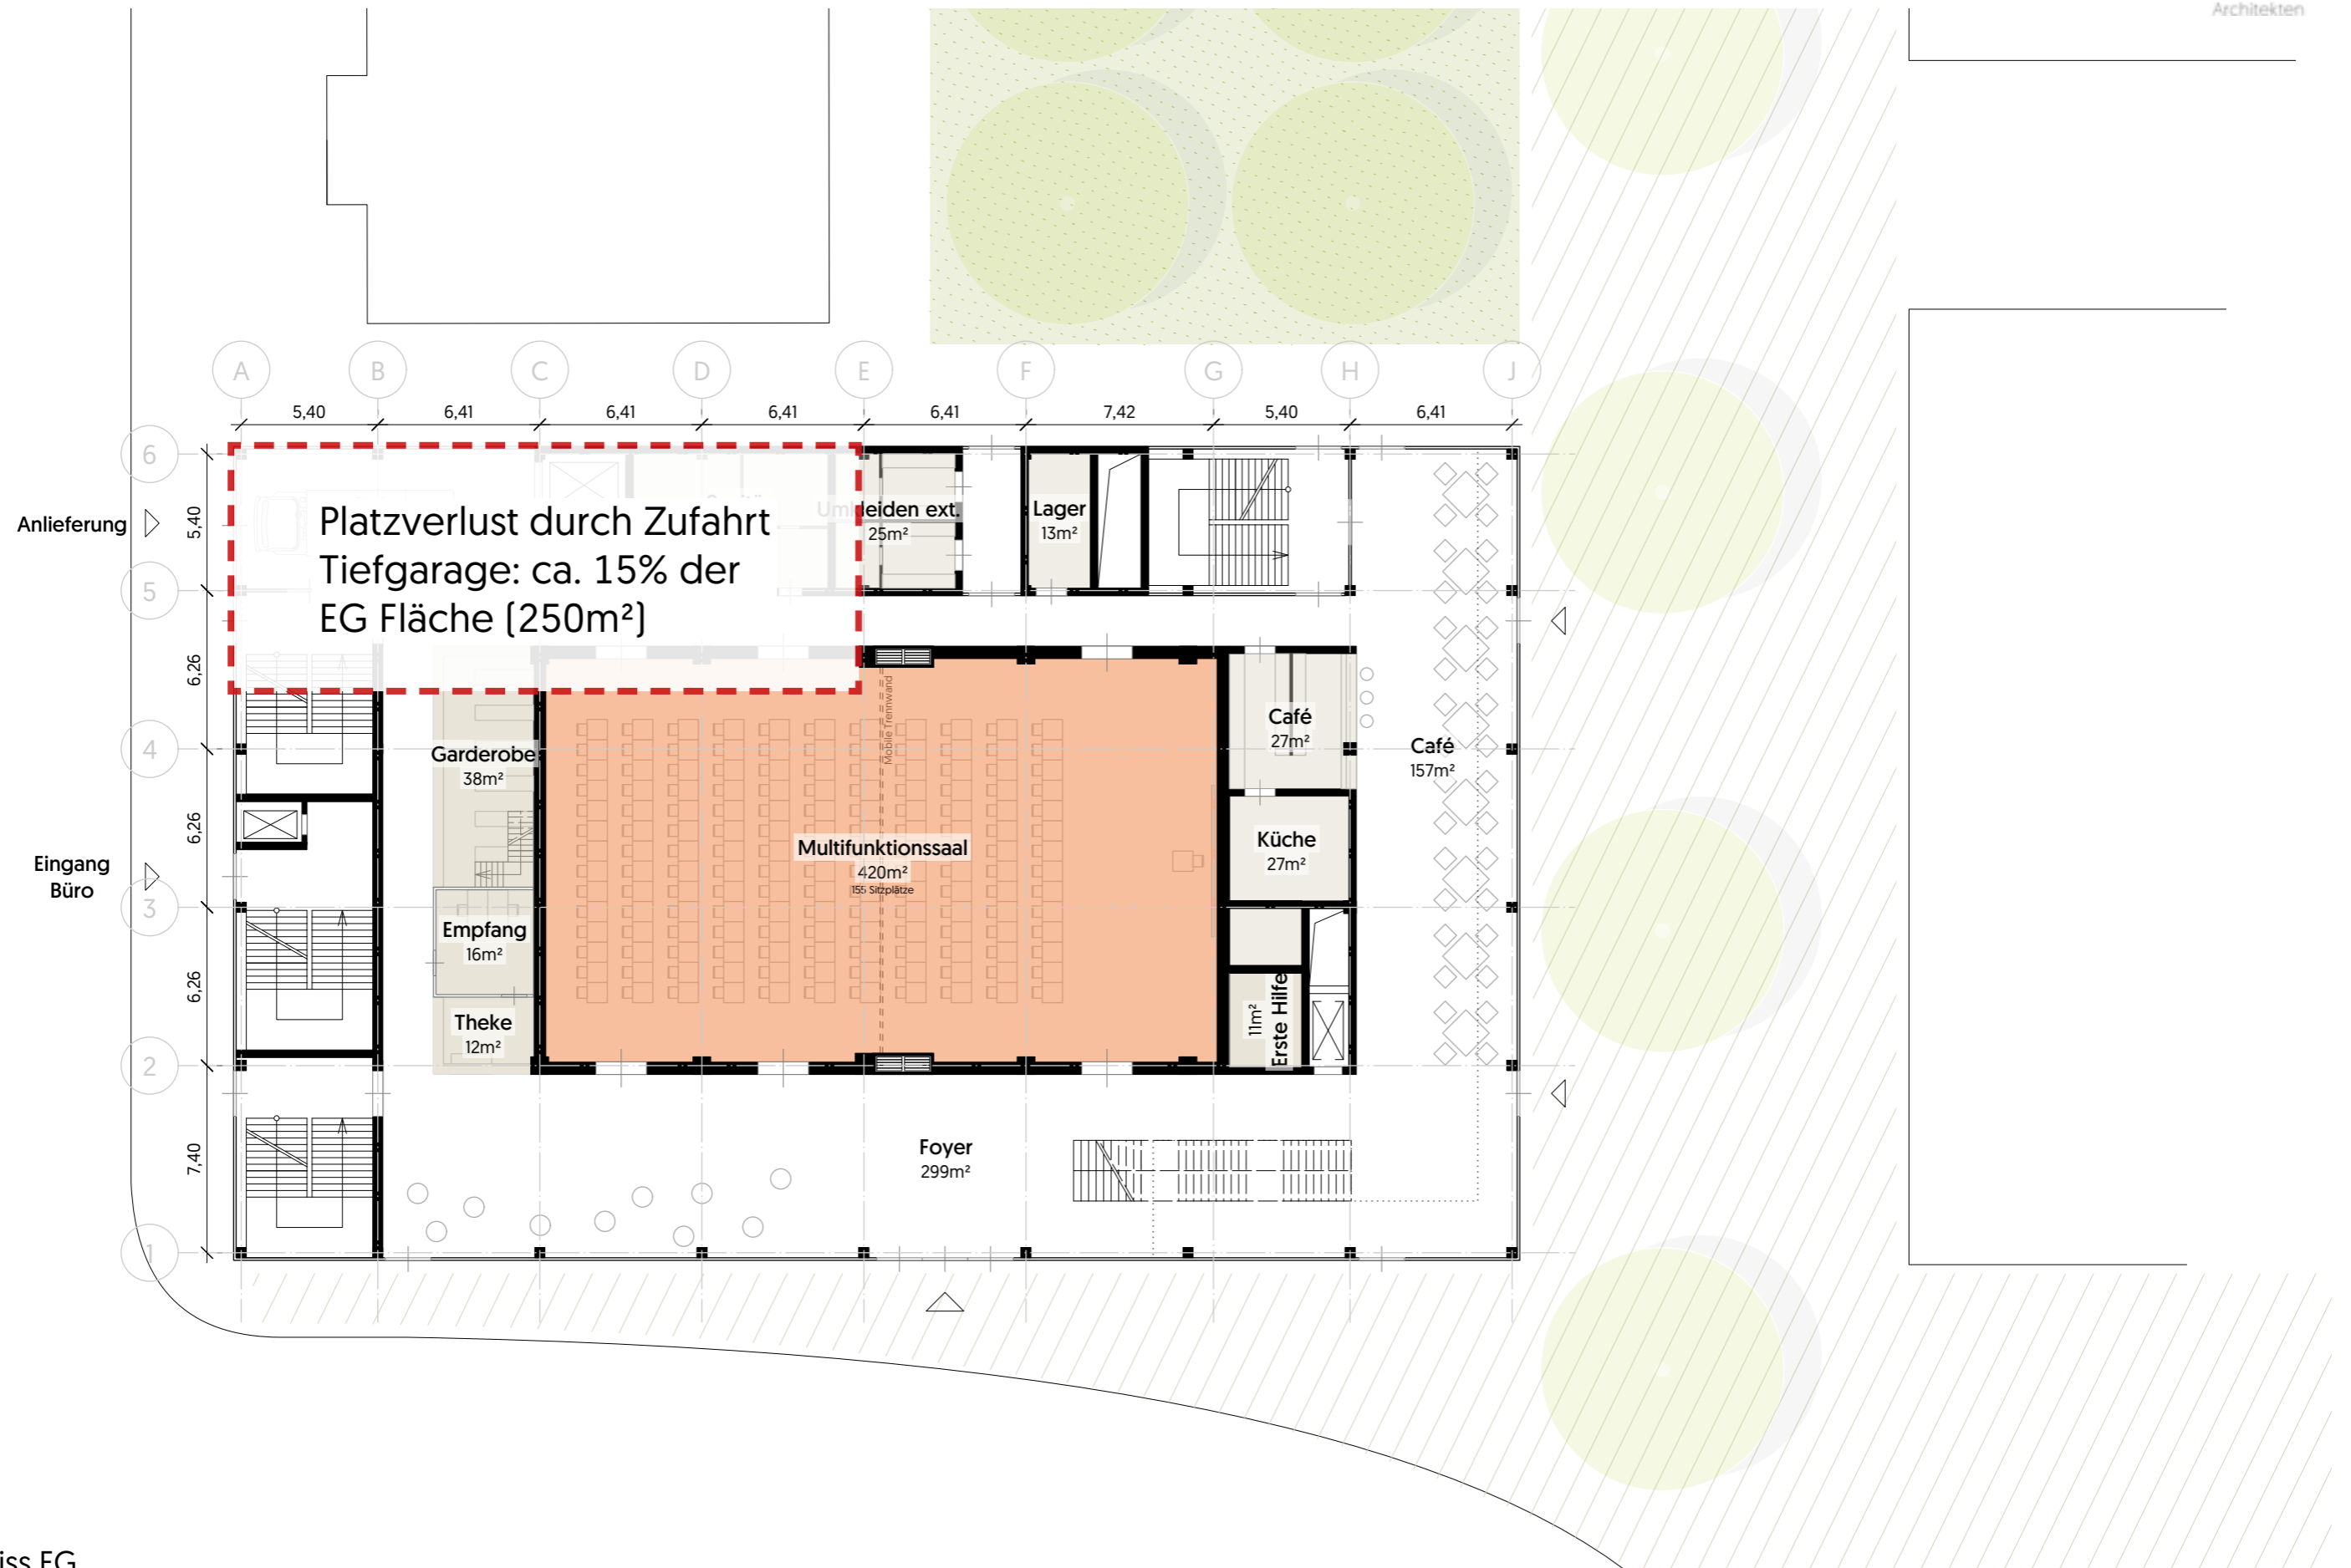 Architekten
A
B
C
D
E
F
G
H
J
5,40
6,41
6,41
6,41
6,41
7,42
5,40
6,41
6
5
4
3
2
1
5,40
6,26
6,26
6,26
7,40
Anlieferung
Eingang
Büro
Platzverlust durch Zufahrt
Tiefgarage: ca. 15% der
EG Fläche (250m²)
Umkleiden ext.
25m²
Lager
13m²
Mobile Trennwand
Garderobe
38m²
Café
27m²
Café
157m²
Multifunktionssaal
420m²
155 Sitzplätze
Küche
27m²
Empfang
16m²
Theke
12m²
Erste Hilfe
11m²
Foyer
299m²
iss EG